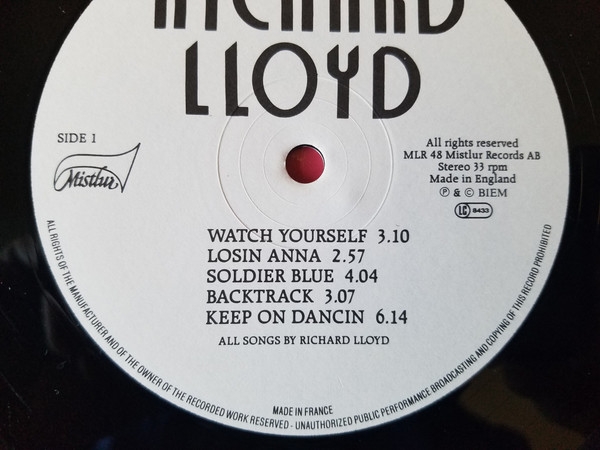 RICHARD
LLOYD
SIDE 1
Mistlur
All rights reserved
MLR 48 Mistlur Records AB
Stereo 33 rpm
Made in England
℗ & © BIEM
LC 8433
WATCH YOURSELF 3.10
LOSIN ANNA 2.57
SOLDIER BLUE 4.04
BACKTRACK 3.07
KEEP ON DANCIN 6.14
ALL SONGS BY RICHARD LLOYD
MADE IN FRANCE
ALL RIGHTS OF THE MANUFACTURER AND OF THE OWNER OF THE RECORDED WORK RESERVED - UNAUTHORIZED PUBLIC PERFORMANCE BROADCASTING AND COPYING OF THIS RECORD PROHIBITED